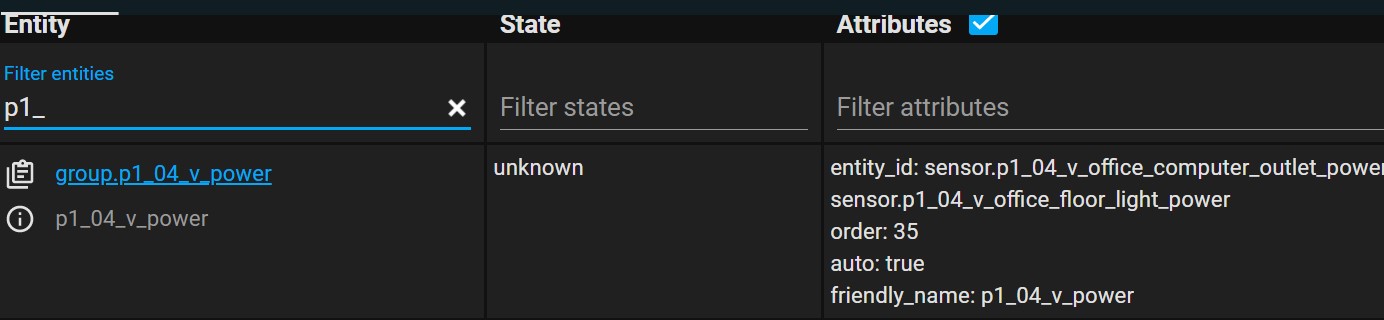 Entity State Attributes
Filter entities
p1_ Filter states Filter attributes
group.p1_04_v_power unknown entity_id: sensor.p1_04_v_office_computer_outlet_power
p1_04_v_power sensor.p1_04_v_office_floor_light_power
order: 35
auto: true
friendly_name: p1_04_v_power